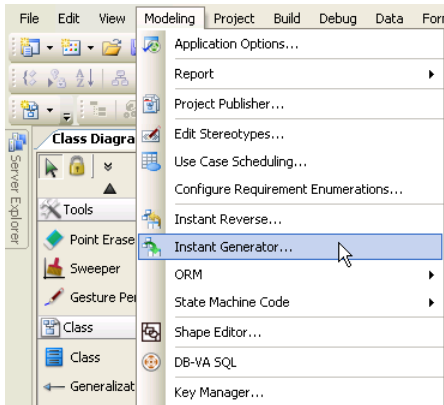 File Edit View Modeling Project Build Debug Data
Application Options...
Report
Project Publisher...
Class Diagra
Edit Stereotypes...
Server Explorer
Use Case Scheduling...
Configure Requirement Enumerations...
Tools
Instant Reverse...
Point Erase
Instant Generator...
Sweeper
ORM
Gesture Pe
State Machine Code
Class
Shape Editor...
Class
DB-VA SQL
Generalizat
Key Manager...